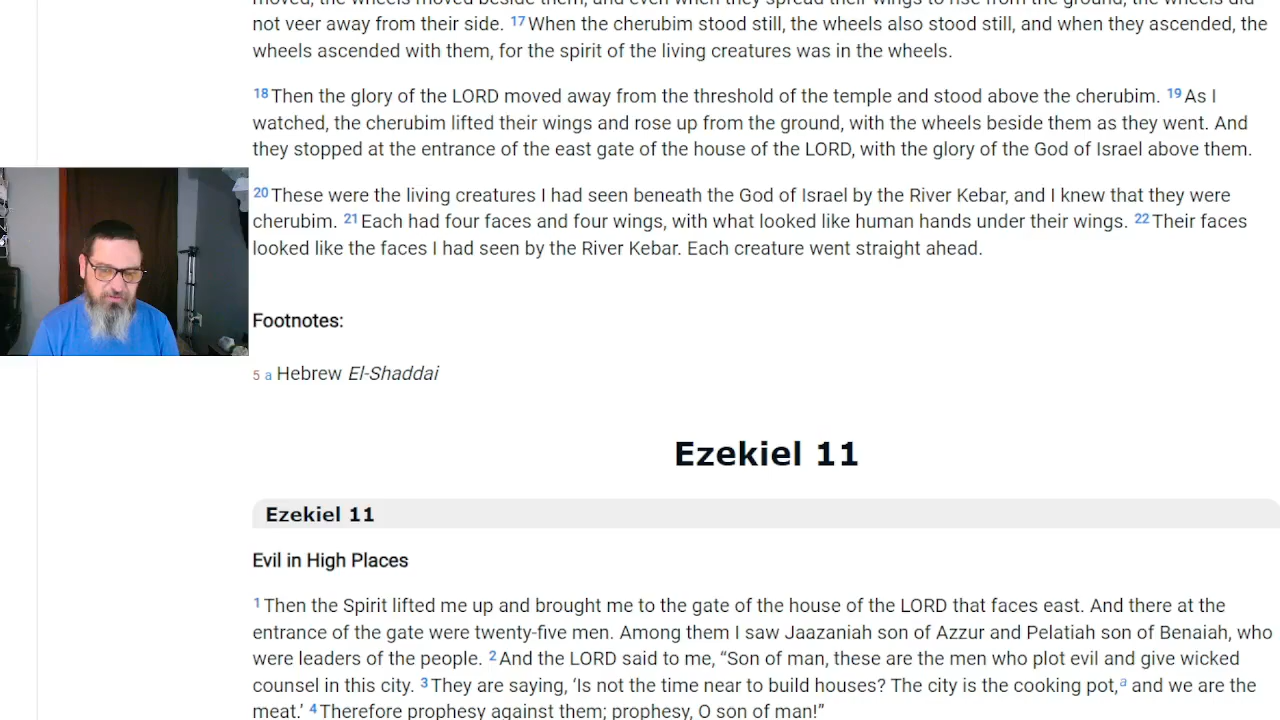 moved, the wheels moved beside them, and even when they spread their wings to rise from the ground, the wheels did
not veer away from their side. 17 When the cherubim stood still, the wheels also stood still, and when they ascended, the
wheels ascended with them, for the spirit of the living creatures was in the wheels.
18 Then the glory of the LORD moved away from the threshold of the temple and stood above the cherubim. 19 As I
watched, the cherubim lifted their wings and rose up from the ground, with the wheels beside them as they went. And
they stopped at the entrance of the east gate of the house of the LORD, with the glory of the God of Israel above them.
20 These were the living creatures I had seen beneath the God of Israel by the River Kebar, and I knew that they were
cherubim. 21 Each had four faces and four wings, with what looked like human hands under their wings. 22 Their faces
looked like the faces I had seen by the River Kebar. Each creature went straight ahead.
Footnotes:
5 a Hebrew El-Shaddai
Ezekiel 11
Ezekiel 11
Evil in High Places
1 Then the Spirit lifted me up and brought me to the gate of the house of the LORD that faces east. And there at the
entrance of the gate were twenty-five men. Among them I saw Jaazaniah son of Azzur and Pelatiah son of Benaiah, who
were leaders of the people. 2 And the LORD said to me, “Son of man, these are the men who plot evil and give wicked
counsel in this city. 3 They are saying, ‘Is not the time near to build houses? The city is the cooking pot,a and we are the
meat.’ 4 Therefore prophesy against them; prophesy, O son of man!”